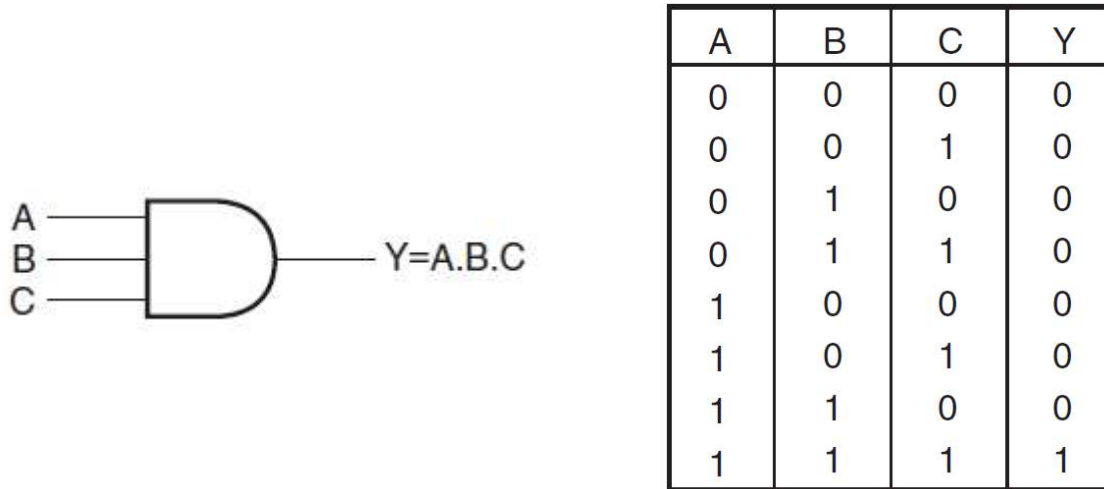 A
B
C
Y=A.B.C
A B C Y
0 0 0 0
0 0 1 0
0 1 0 0
0 1 1 0
1 0 0 0
1 0 1 0
1 1 0 0
1 1 1 1